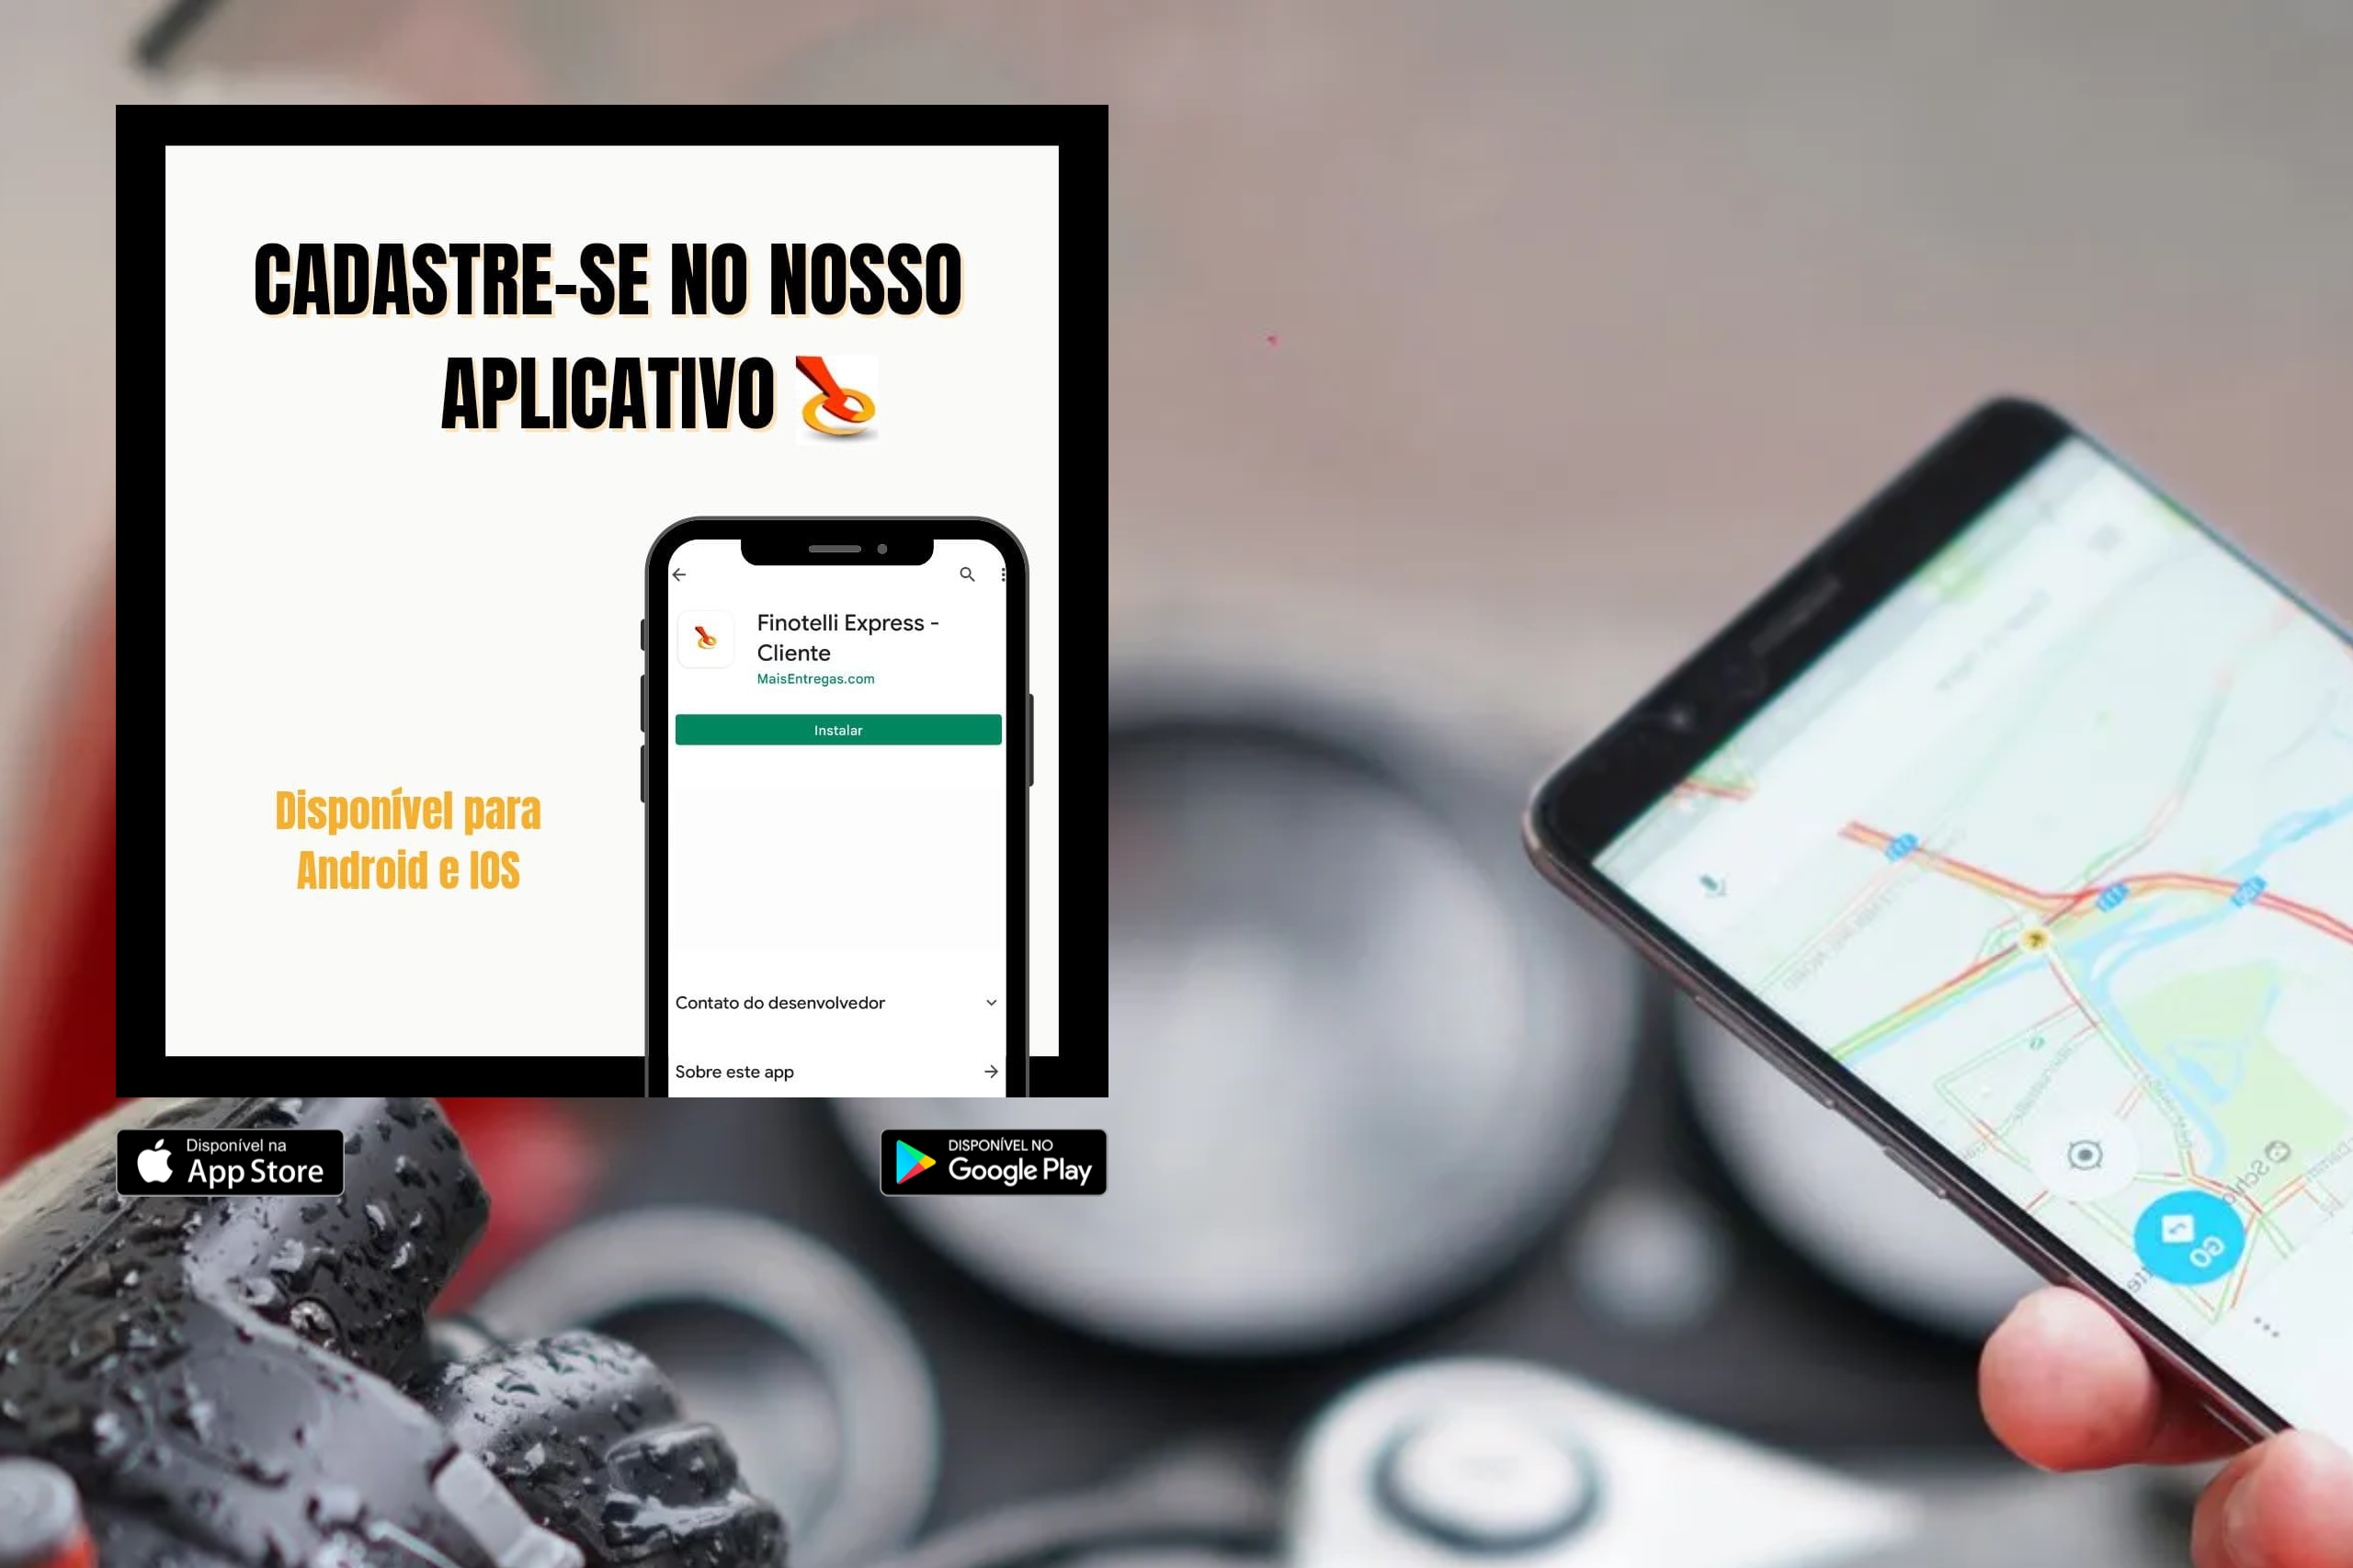 CADASTRE-SE NO NOSSO
APLICATIVO
Finotelli Express -
Cliente
MaisEntregas.com
Instalar
Disponível para
Android e IOS
Contato do desenvolvedor
Sobre este app
Disponível na
App Store
DISPONÍVEL NO
Google Play
GO